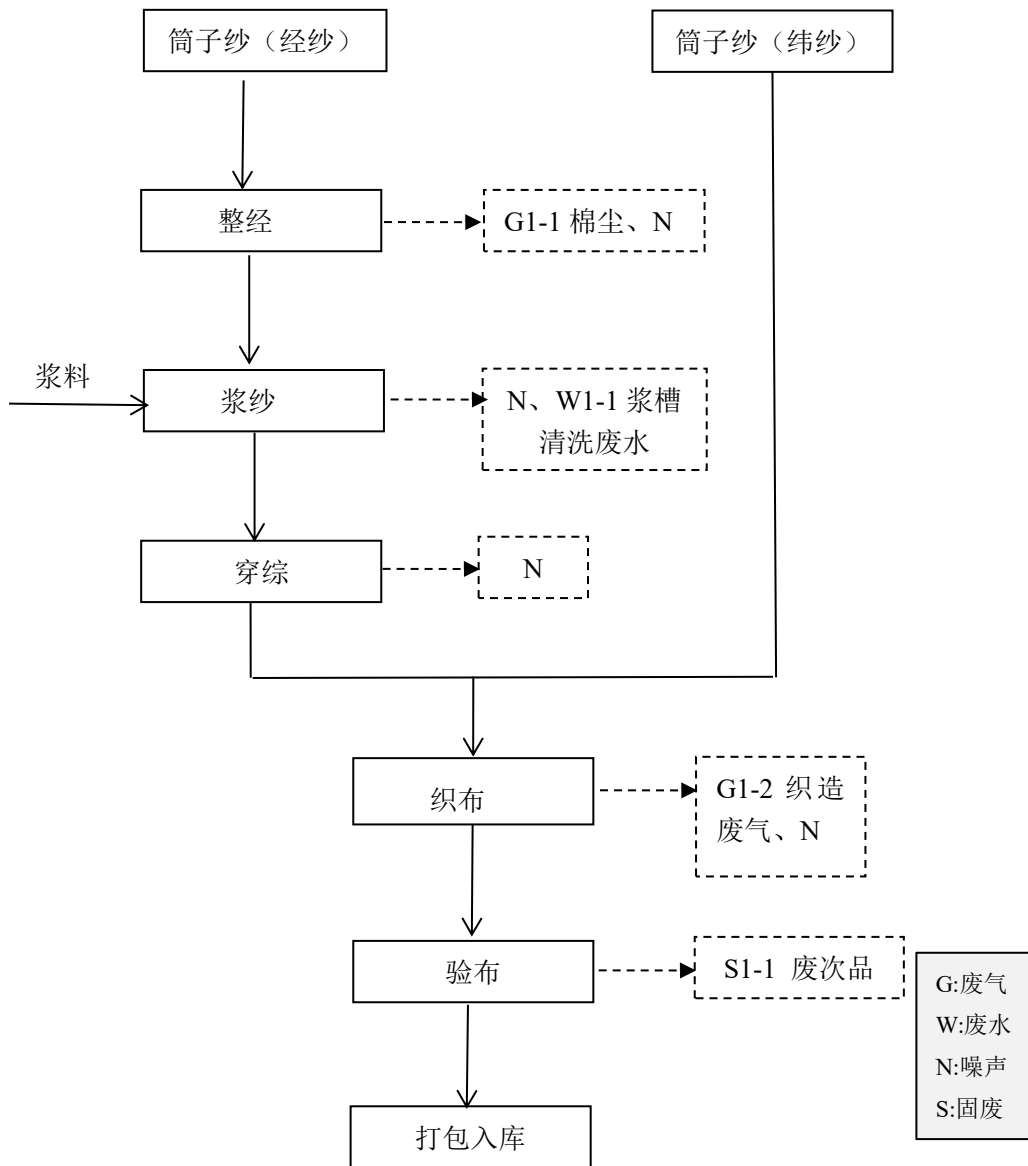 筒子纱（经纱）
筒子纱（纬纱）
整经
G1-1 棉尘、N
浆料
浆纱
N、W1-1 浆槽
清洗废水
穿综
N
织布
G1-2 织造
废气、N
验布
S1-1 废次品
G:废气
W:废水
N:噪声
S:固废
打包入库